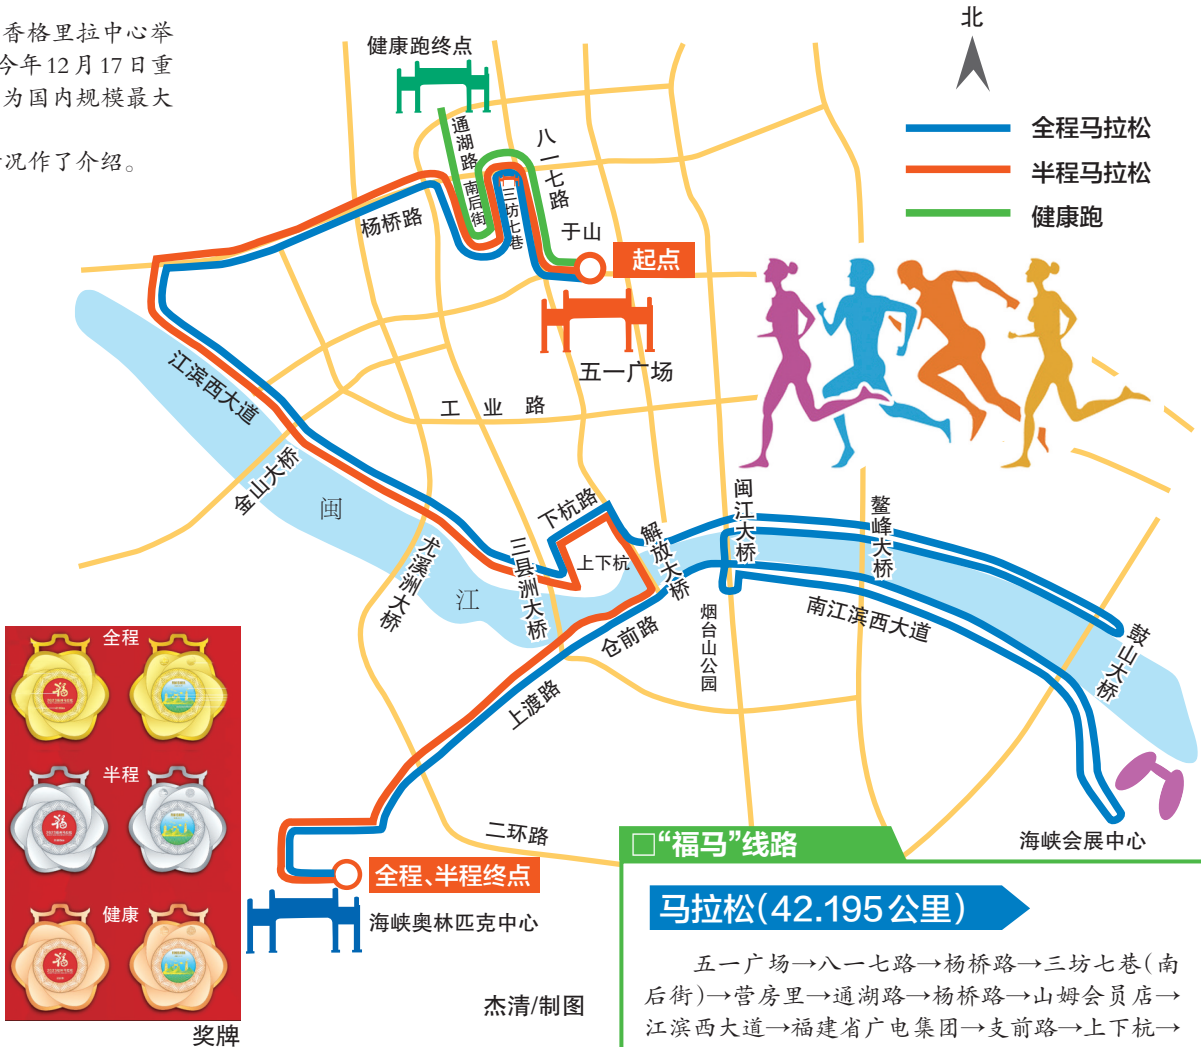 香格里拉中心举
今年12月17日重
为国内规模最大
况作了介绍。
北
全程马拉松
半程马拉松
健康跑
健康跑终点
通湖路
南后街
三坊七巷
八一七路
于山
起点
五一广场
杨桥路
江滨西大道
工业路
金山大桥
闽江
尤溪洲大桥
三县洲大桥
下杭路
上下杭
解放大桥
闽江大桥
鳌峰大桥
鼓山大桥
南江滨西大道
烟台山公园
仓前路
上渡路
二环路
海峡会展中心
全程、半程终点
海峡奥林匹克中心
全程
福
半程
福
健康
福
奖牌
杰清/制图
□“福马”线路
马拉松(42.195公里)
五一广场→八一七路→杨桥路→三坊七巷(南
后街)→营房里→通湖路→杨桥路→山姆会员店→
江滨西大道→福建省广电集团→支前路→上下杭→